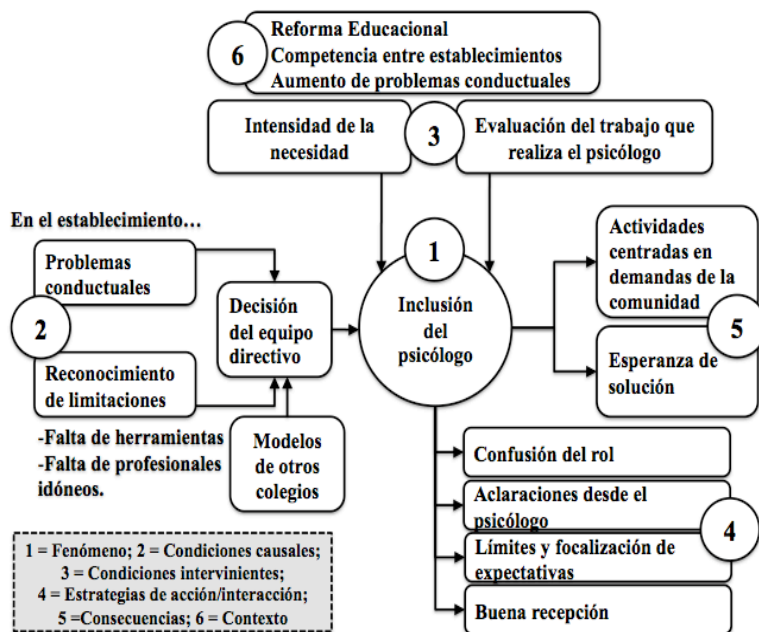 6
Reforma Educacional
Competencia entre establecimientos
Aumento de problemas conductuales
Intensidad de la
necesidad
3
Evaluación del trabajo que
realiza el psicólogo
En el establecimiento…
Problemas
conductuales
2
Reconocimiento
de limitaciones
-Falta de herramientas
-Falta de profesionales
idóneos.
Decisión
del equipo
directivo
Modelos
de otros
colegios
1
Inclusión
del
psicólogo
Actividades
centradas en
demandas de la
comunidad
5
Esperanza de
solución
Confusión del rol
Aclaraciones desde el
psicólogo
4
Límites y focalización de
expectativas
Buena recepción
1 = Fenómeno; 2 = Condiciones causales;
3 = Condiciones intervinientes;
4 = Estrategias de acción/interacción;
5 =Consecuencias; 6 = Contexto